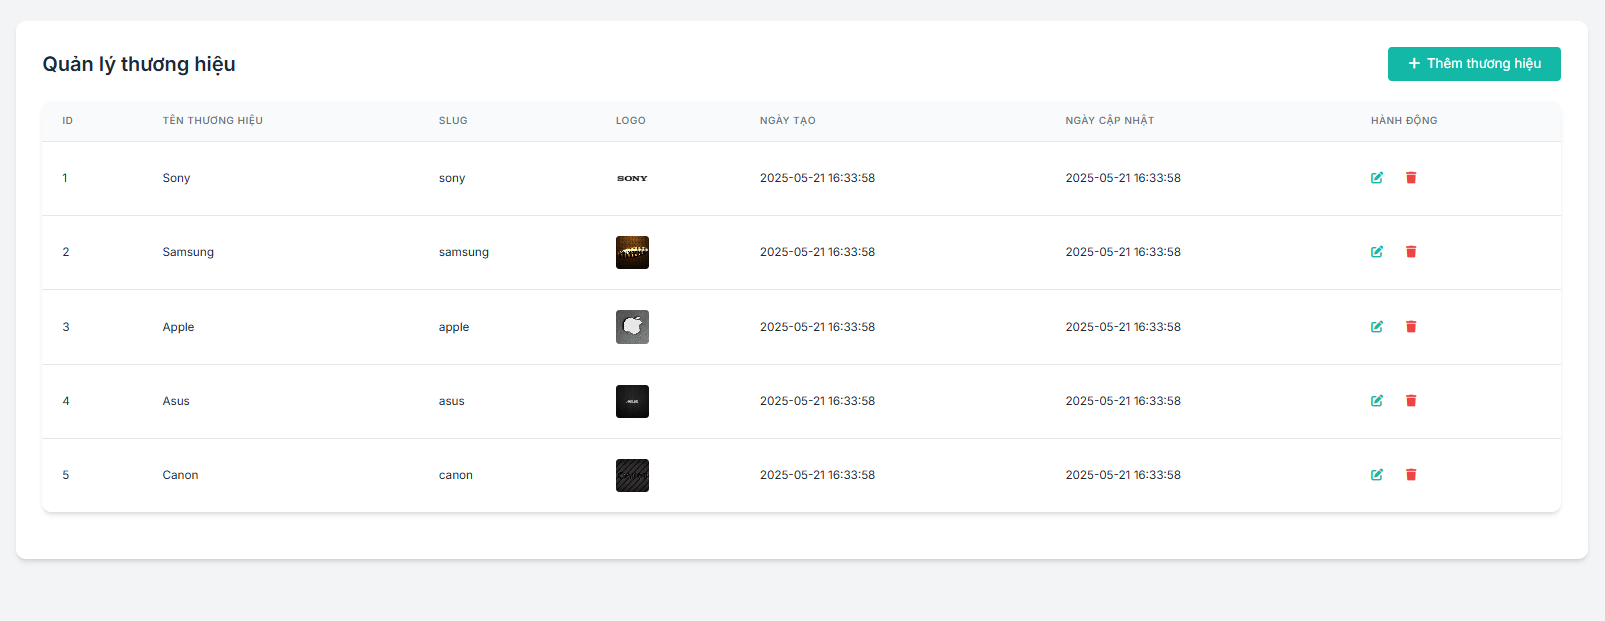 Quản lý thương hiệu
+ Thêm thương hiệu
ID TÊN THƯƠNG HIỆU SLUG LOGO NGÀY TẠO NGÀY CẬP NHẬT HÀNH ĐỘNG
1 Sony sony SONY 2025-05-21 16:33:58 2025-05-21 16:33:58
2 Samsung samsung 2025-05-21 16:33:58 2025-05-21 16:33:58
3 Apple apple 2025-05-21 16:33:58 2025-05-21 16:33:58
4 Asus asus 2025-05-21 16:33:58 2025-05-21 16:33:58
5 Canon canon 2025-05-21 16:33:58 2025-05-21 16:33:58